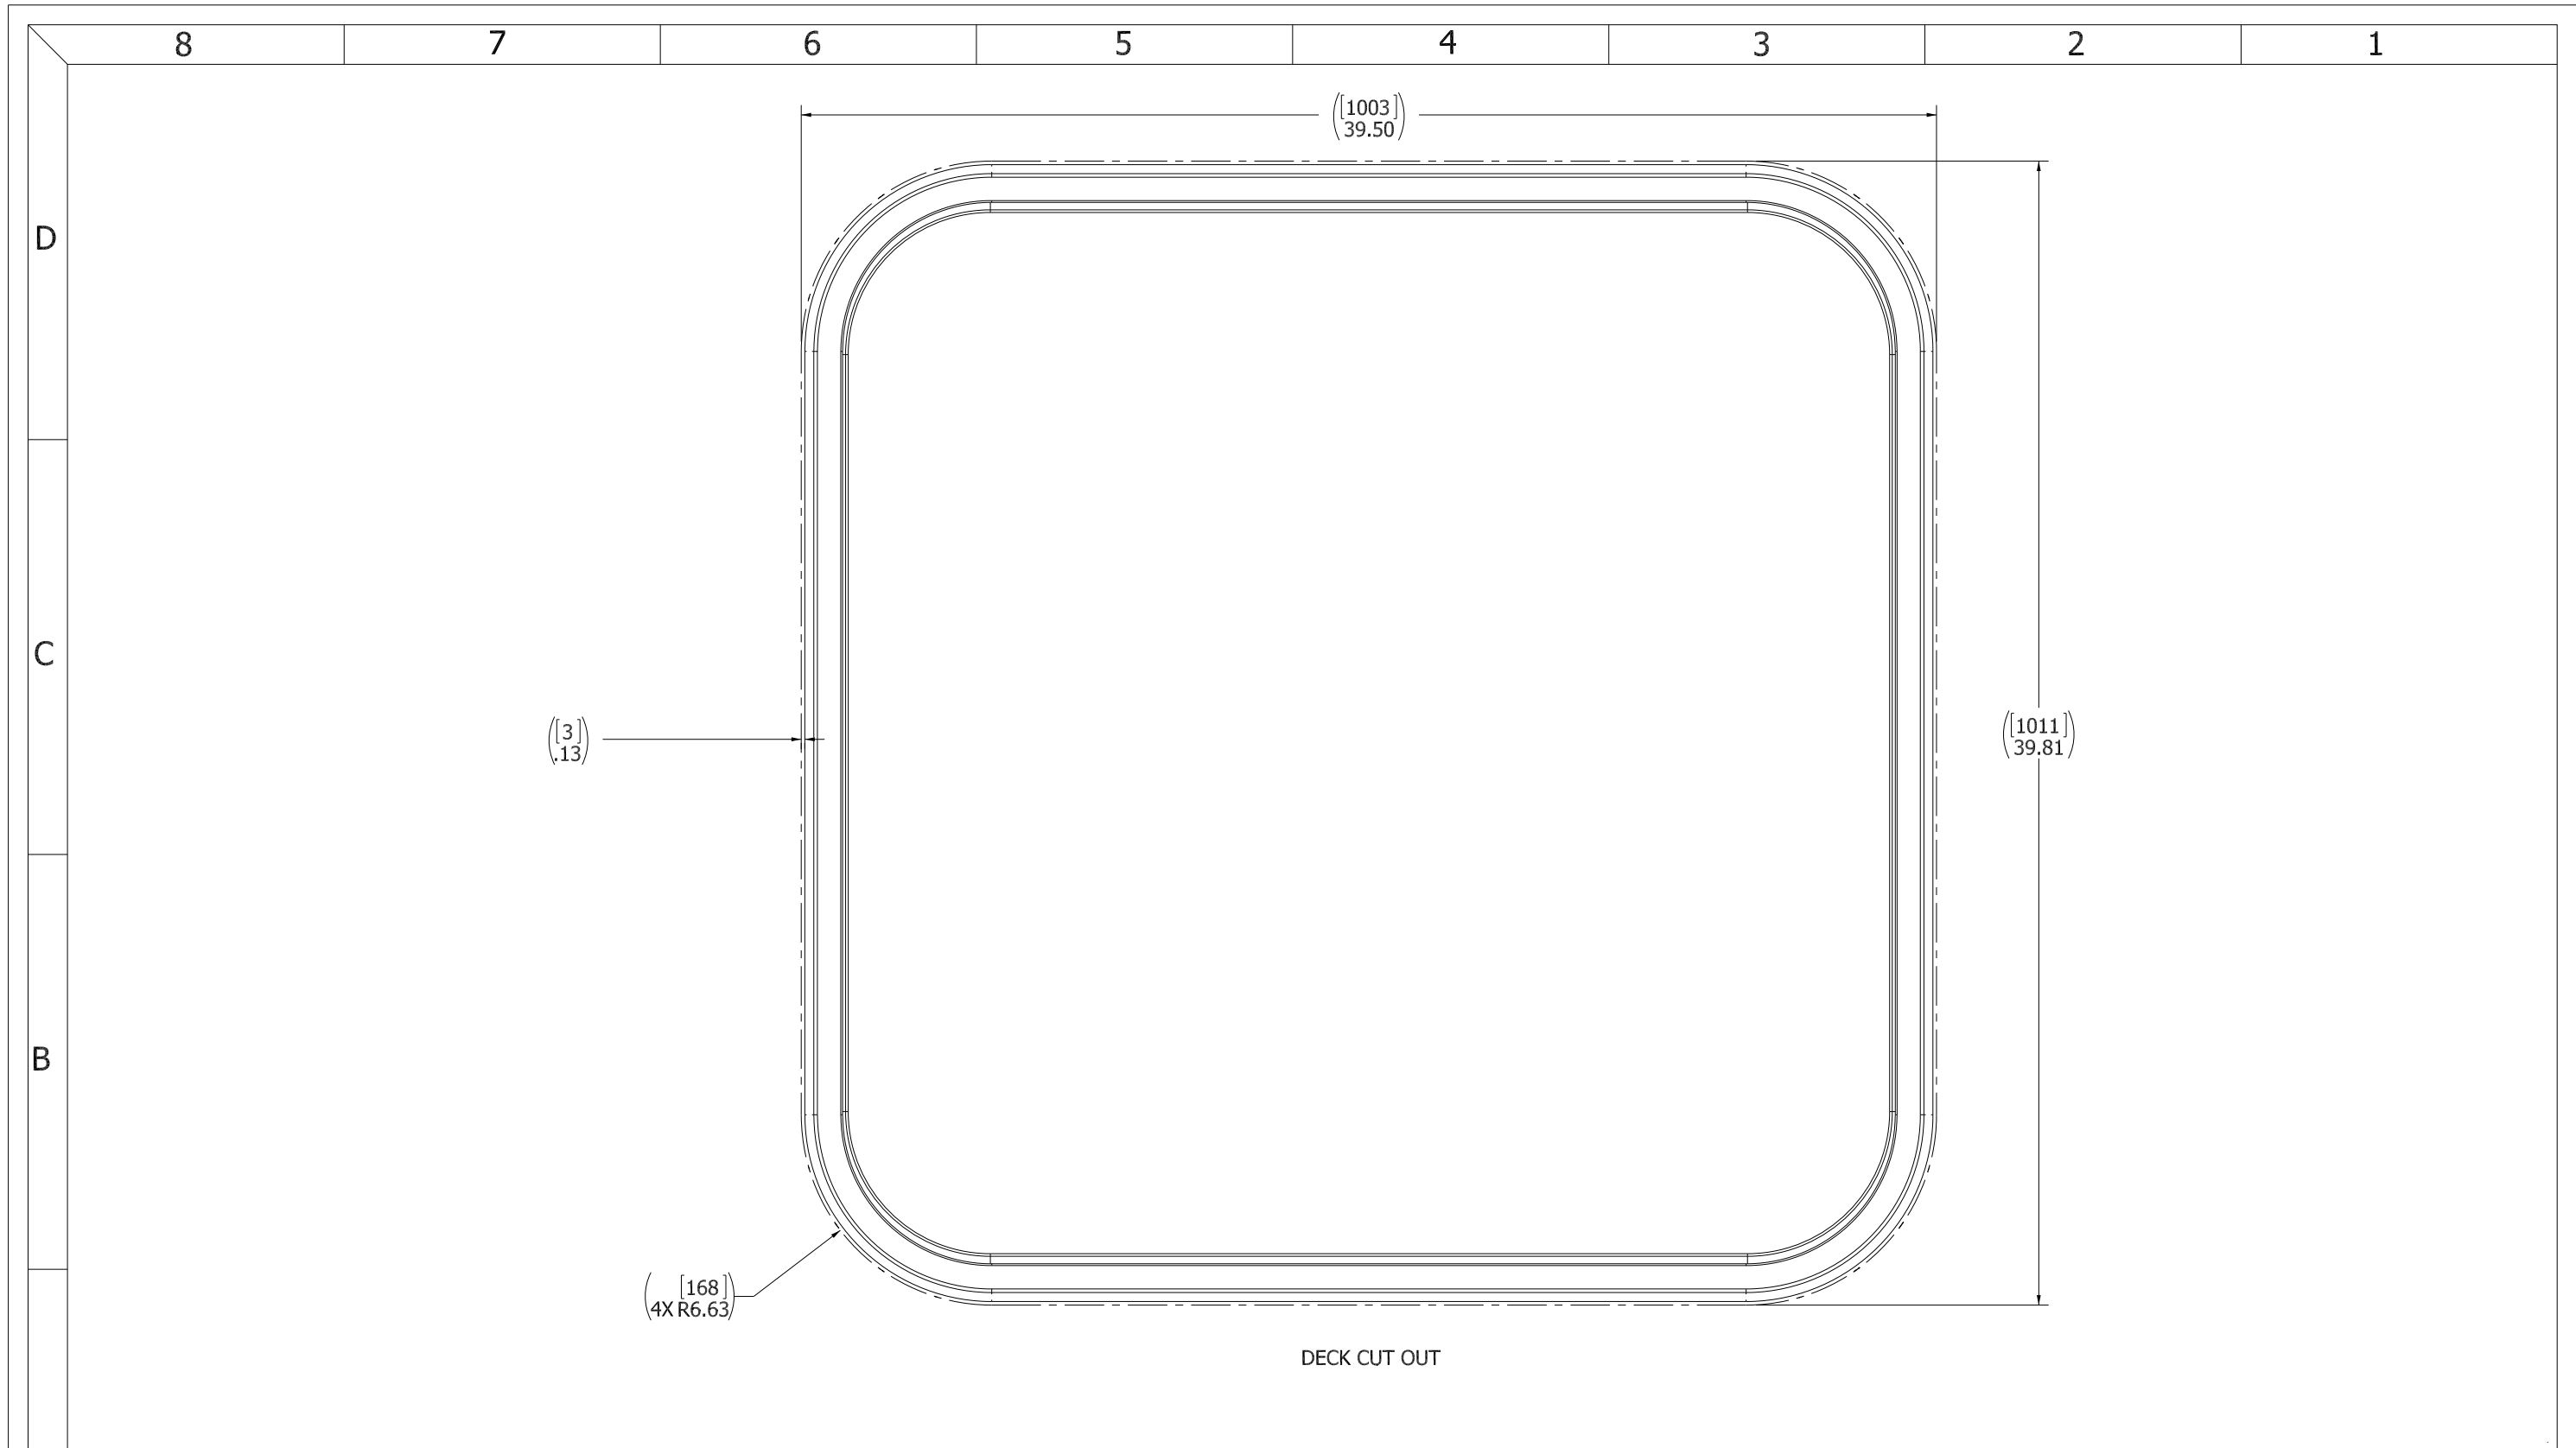 8 7 6 5 4 3 2 1
([1003]
39.50)
D
C
([3]
.13)
([1011]
39.81)
B
([168]
4X R6.63)
DECK CUT OUT